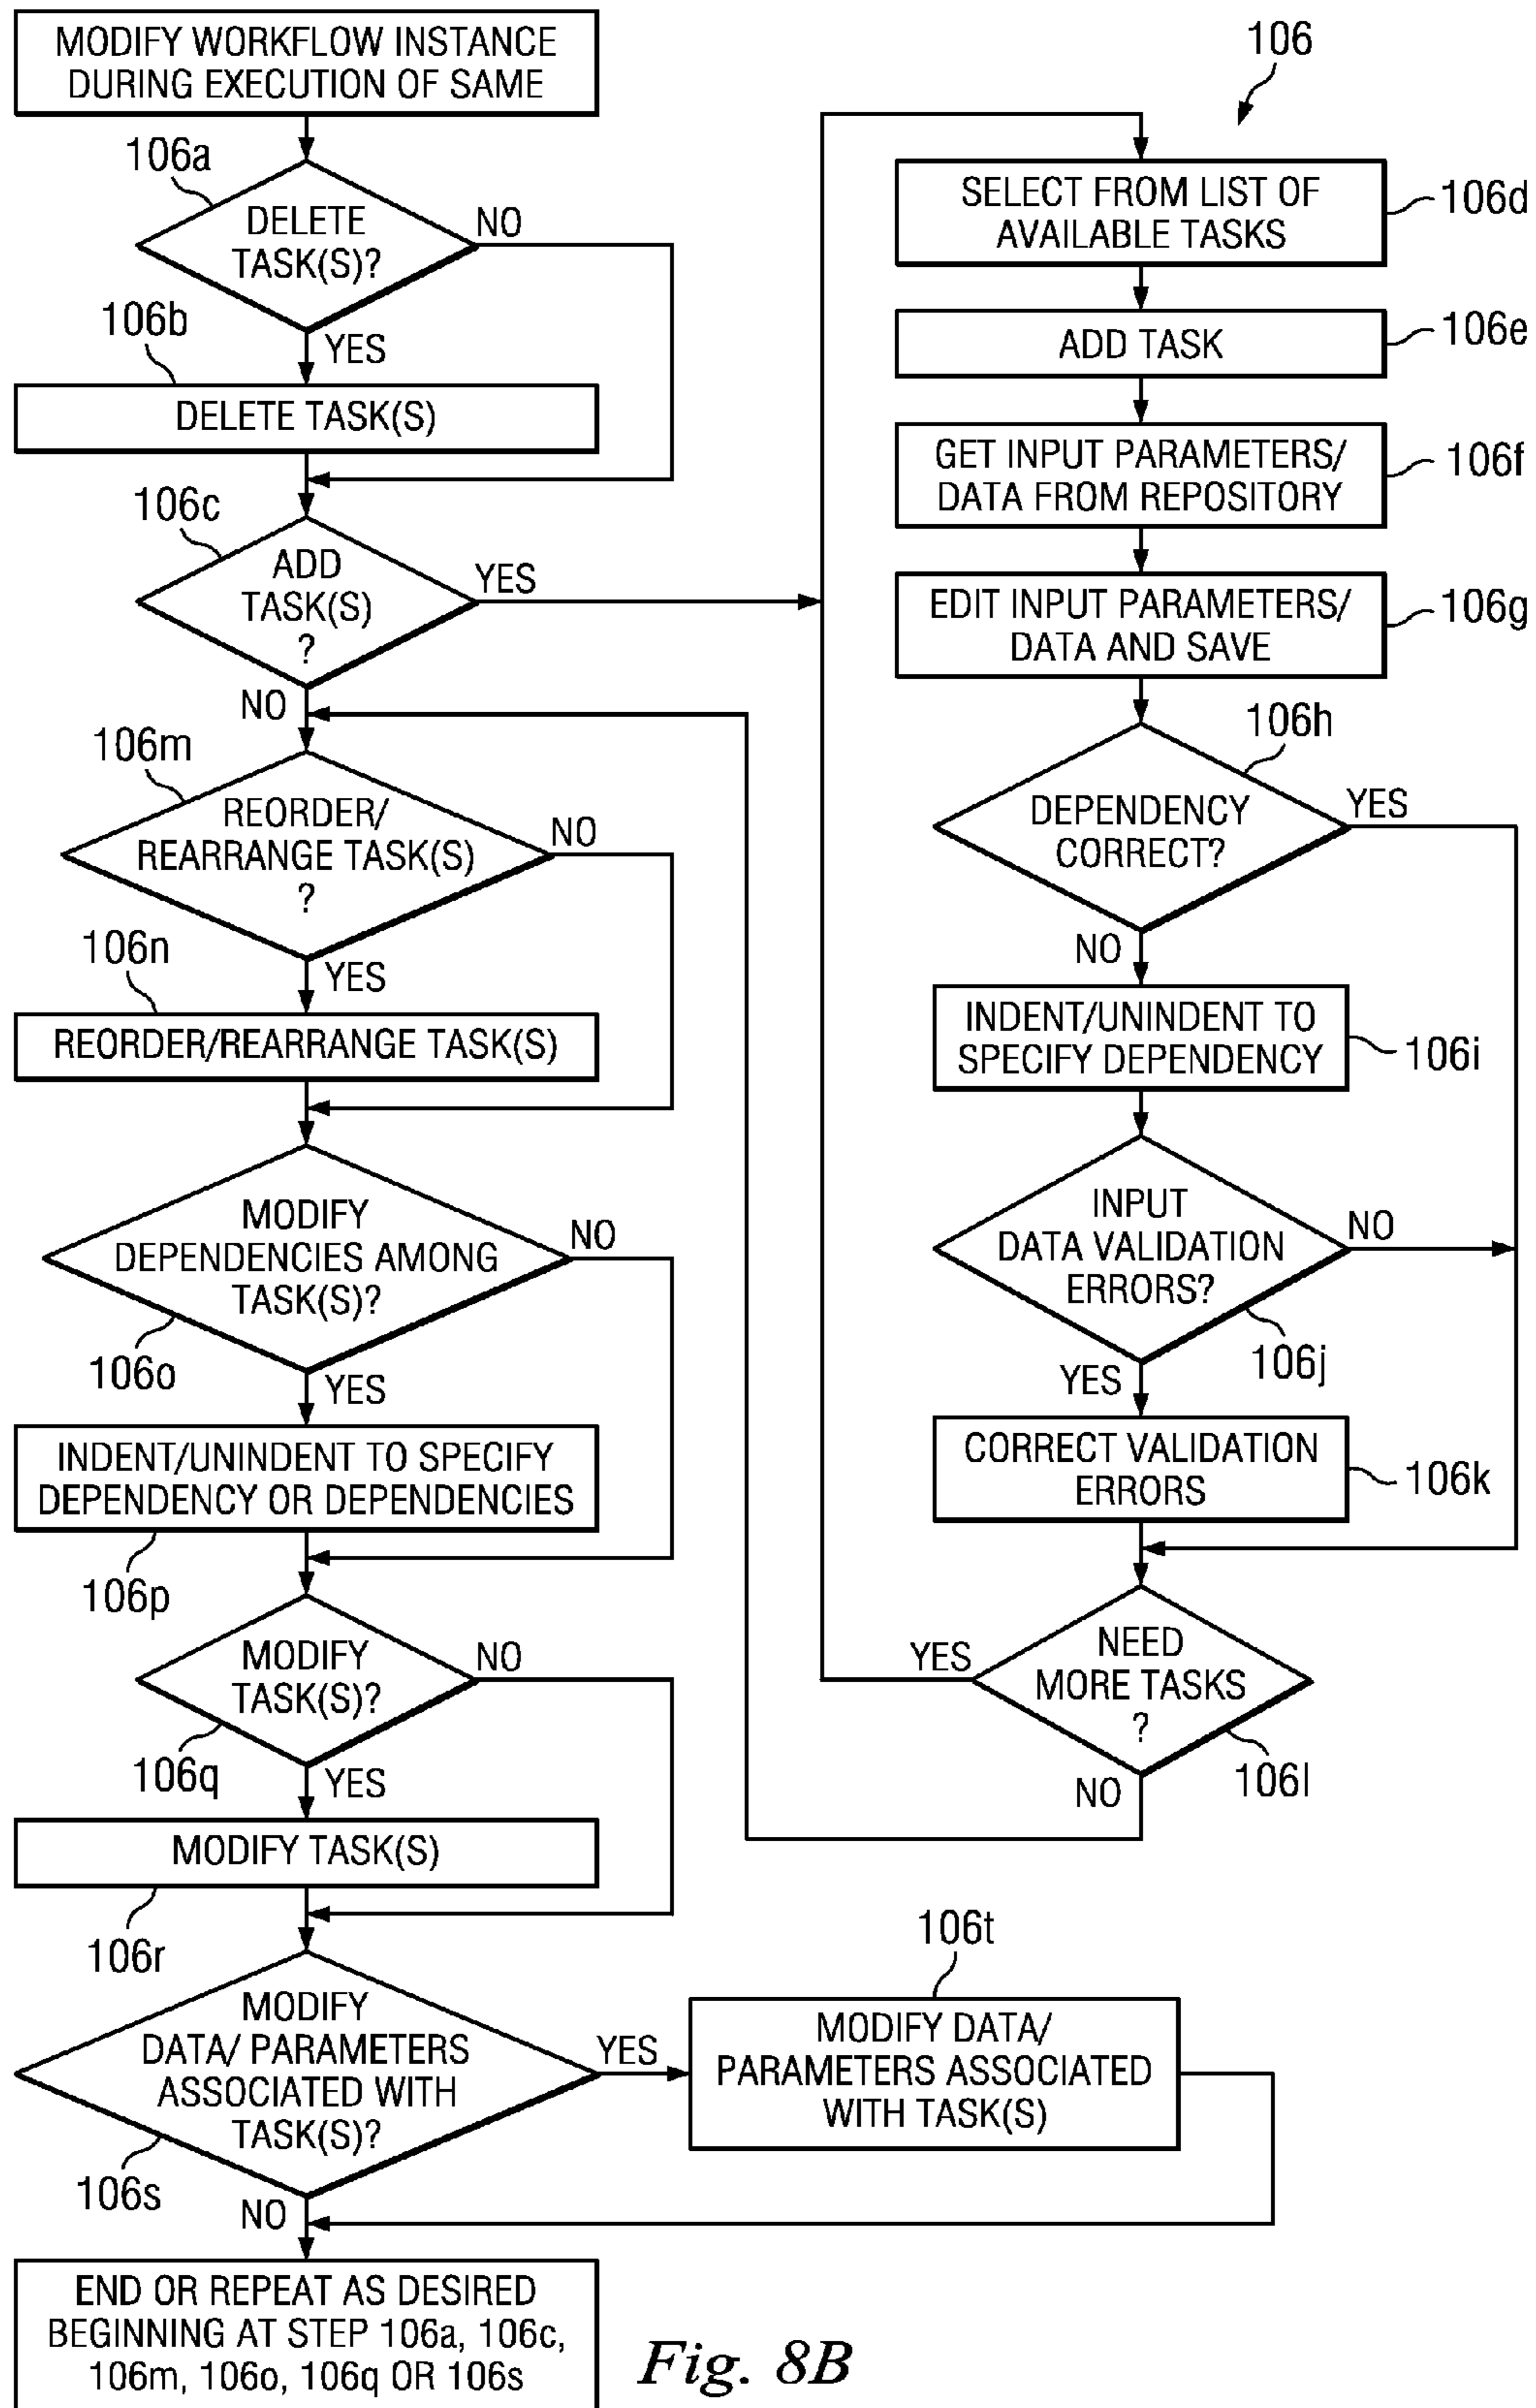 MODIFY WORKFLOW INSTANCE
DURING EXECUTION OF SAME
106a
DELETE
TASK(S)?
NO
YES
106b
DELETE TASK(S)
106c
ADD
TASK(S)
?
YES
NO
106m
REORDER/
REARRANGE TASK(S)
?
NO
YES
106n
REORDER/REARRANGE TASK(S)
MODIFY
DEPENDENCIES AMONG
TASK(S)?
NO
106o
YES
INDENT/UNINDENT TO SPECIFY
DEPENDENCY OR DEPENDENCIES
106p
MODIFY
TASK(S)?
NO
106q
YES
MODIFY TASK(S)
106r
MODIFY
DATA/ PARAMETERS
ASSOCIATED WITH
TASK(S)?
YES
106s
NO
106t
MODIFY DATA/
PARAMETERS ASSOCIATED
WITH TASK(S)
END OR REPEAT AS DESIRED
BEGINNING AT STEP 106a, 106c,
106m, 106o, 106q OR 106s
106
SELECT FROM LIST OF
AVAILABLE TASKS
106d
ADD TASK
106e
GET INPUT PARAMETERS/
DATA FROM REPOSITORY
106f
EDIT INPUT PARAMETERS/
DATA AND SAVE
106g
106h
DEPENDENCY
CORRECT?
YES
NO
INDENT/UNINDENT TO
SPECIFY DEPENDENCY
106i
INPUT
DATA VALIDATION
ERRORS?
NO
106j
YES
CORRECT VALIDATION
ERRORS
106k
NEED
MORE TASKS
?
YES
106l
NO
Fig. 8B